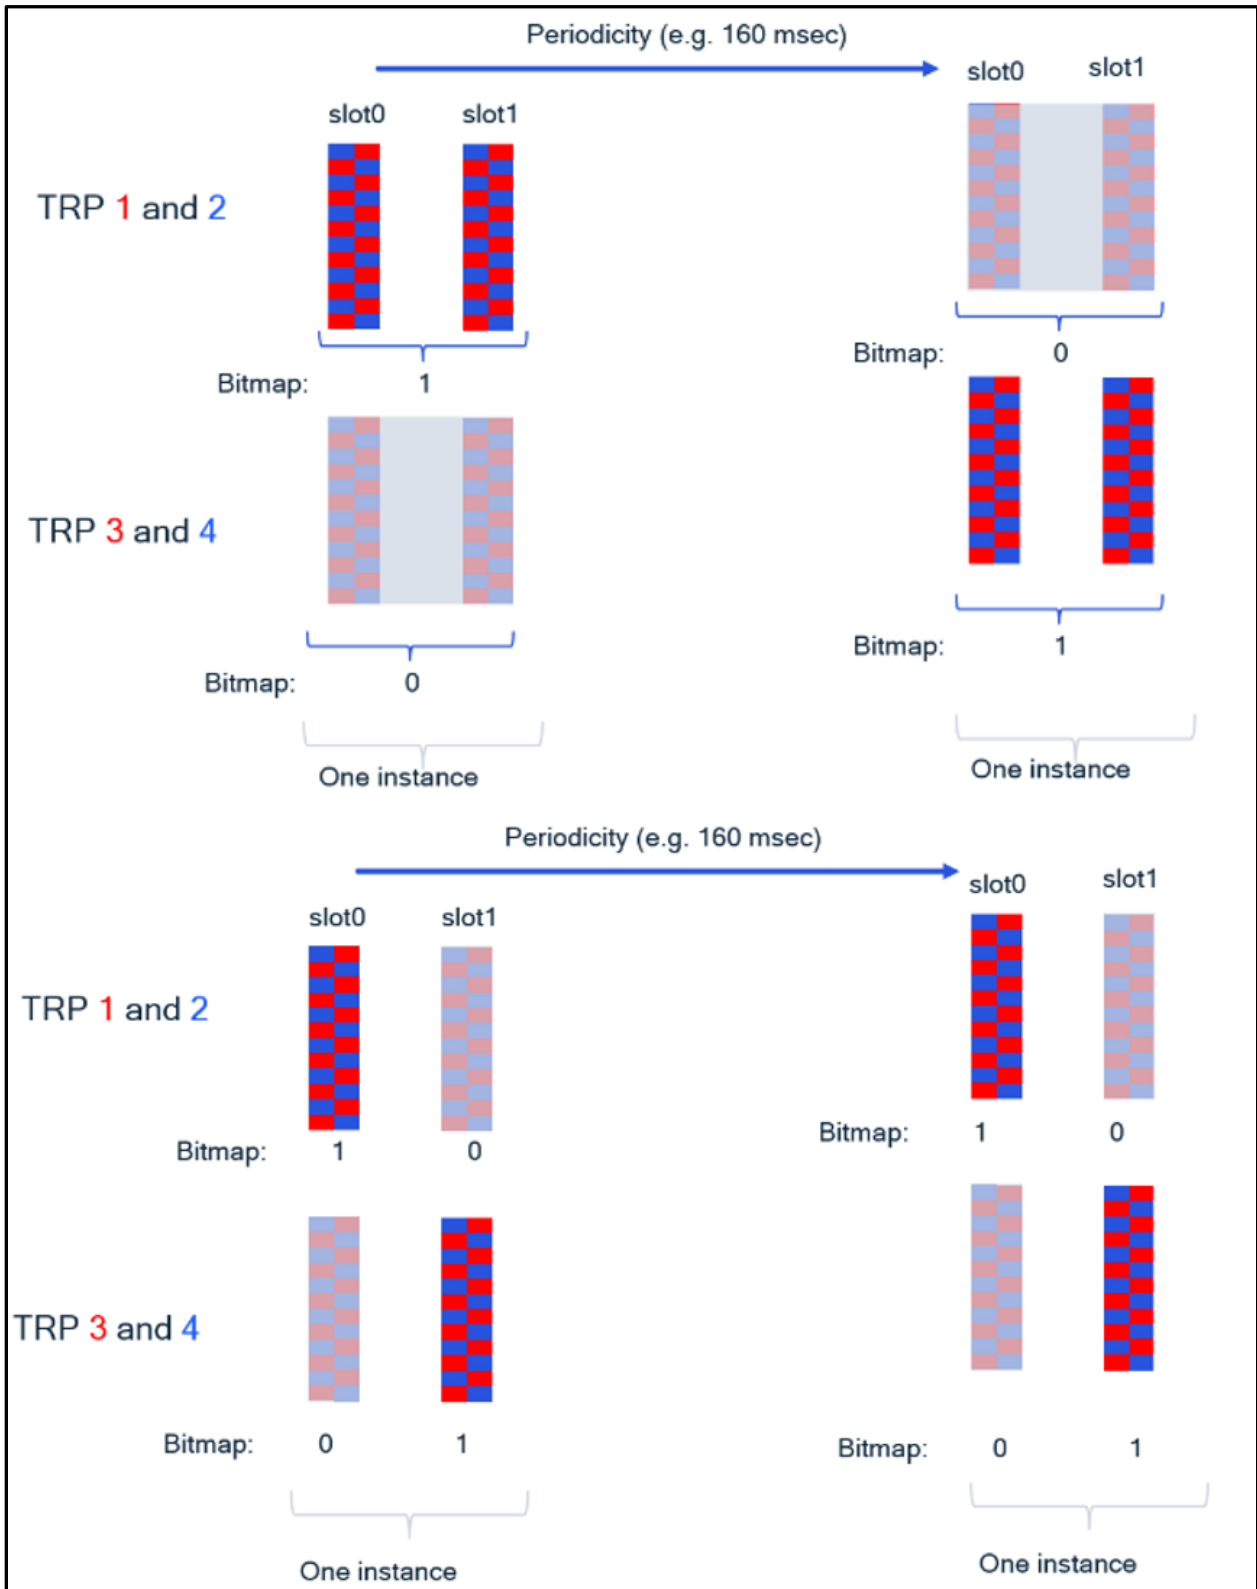 Periodicity (e.g. 160 msec)
slot0 slot1
slot0 slot1
TRP 1 and 2
Bitmap: 1
Bitmap: 0
TRP 3 and 4
Bitmap: 0
Bitmap: 1
One instance
One instance
Periodicity (e.g. 160 msec)
slot0 slot1
slot0 slot1
TRP 1 and 2
Bitmap: 1 0
Bitmap: 1 0
TRP 3 and 4
Bitmap: 0 1
Bitmap: 0 1
One instance
One instance